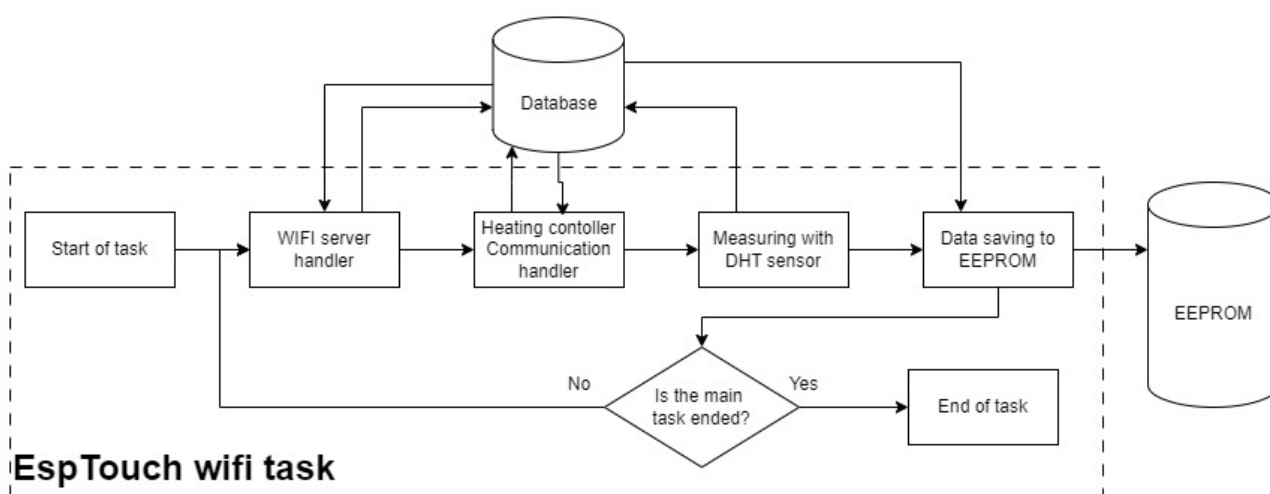 Database
Start of task
WIFI server
handler
Heating contoller
Communication
handler
Measuring with
DHT sensor
Data saving to
EEPROM
EEPROM
No
Is the main
task ended?
Yes
End of task
EspTouch wifi task